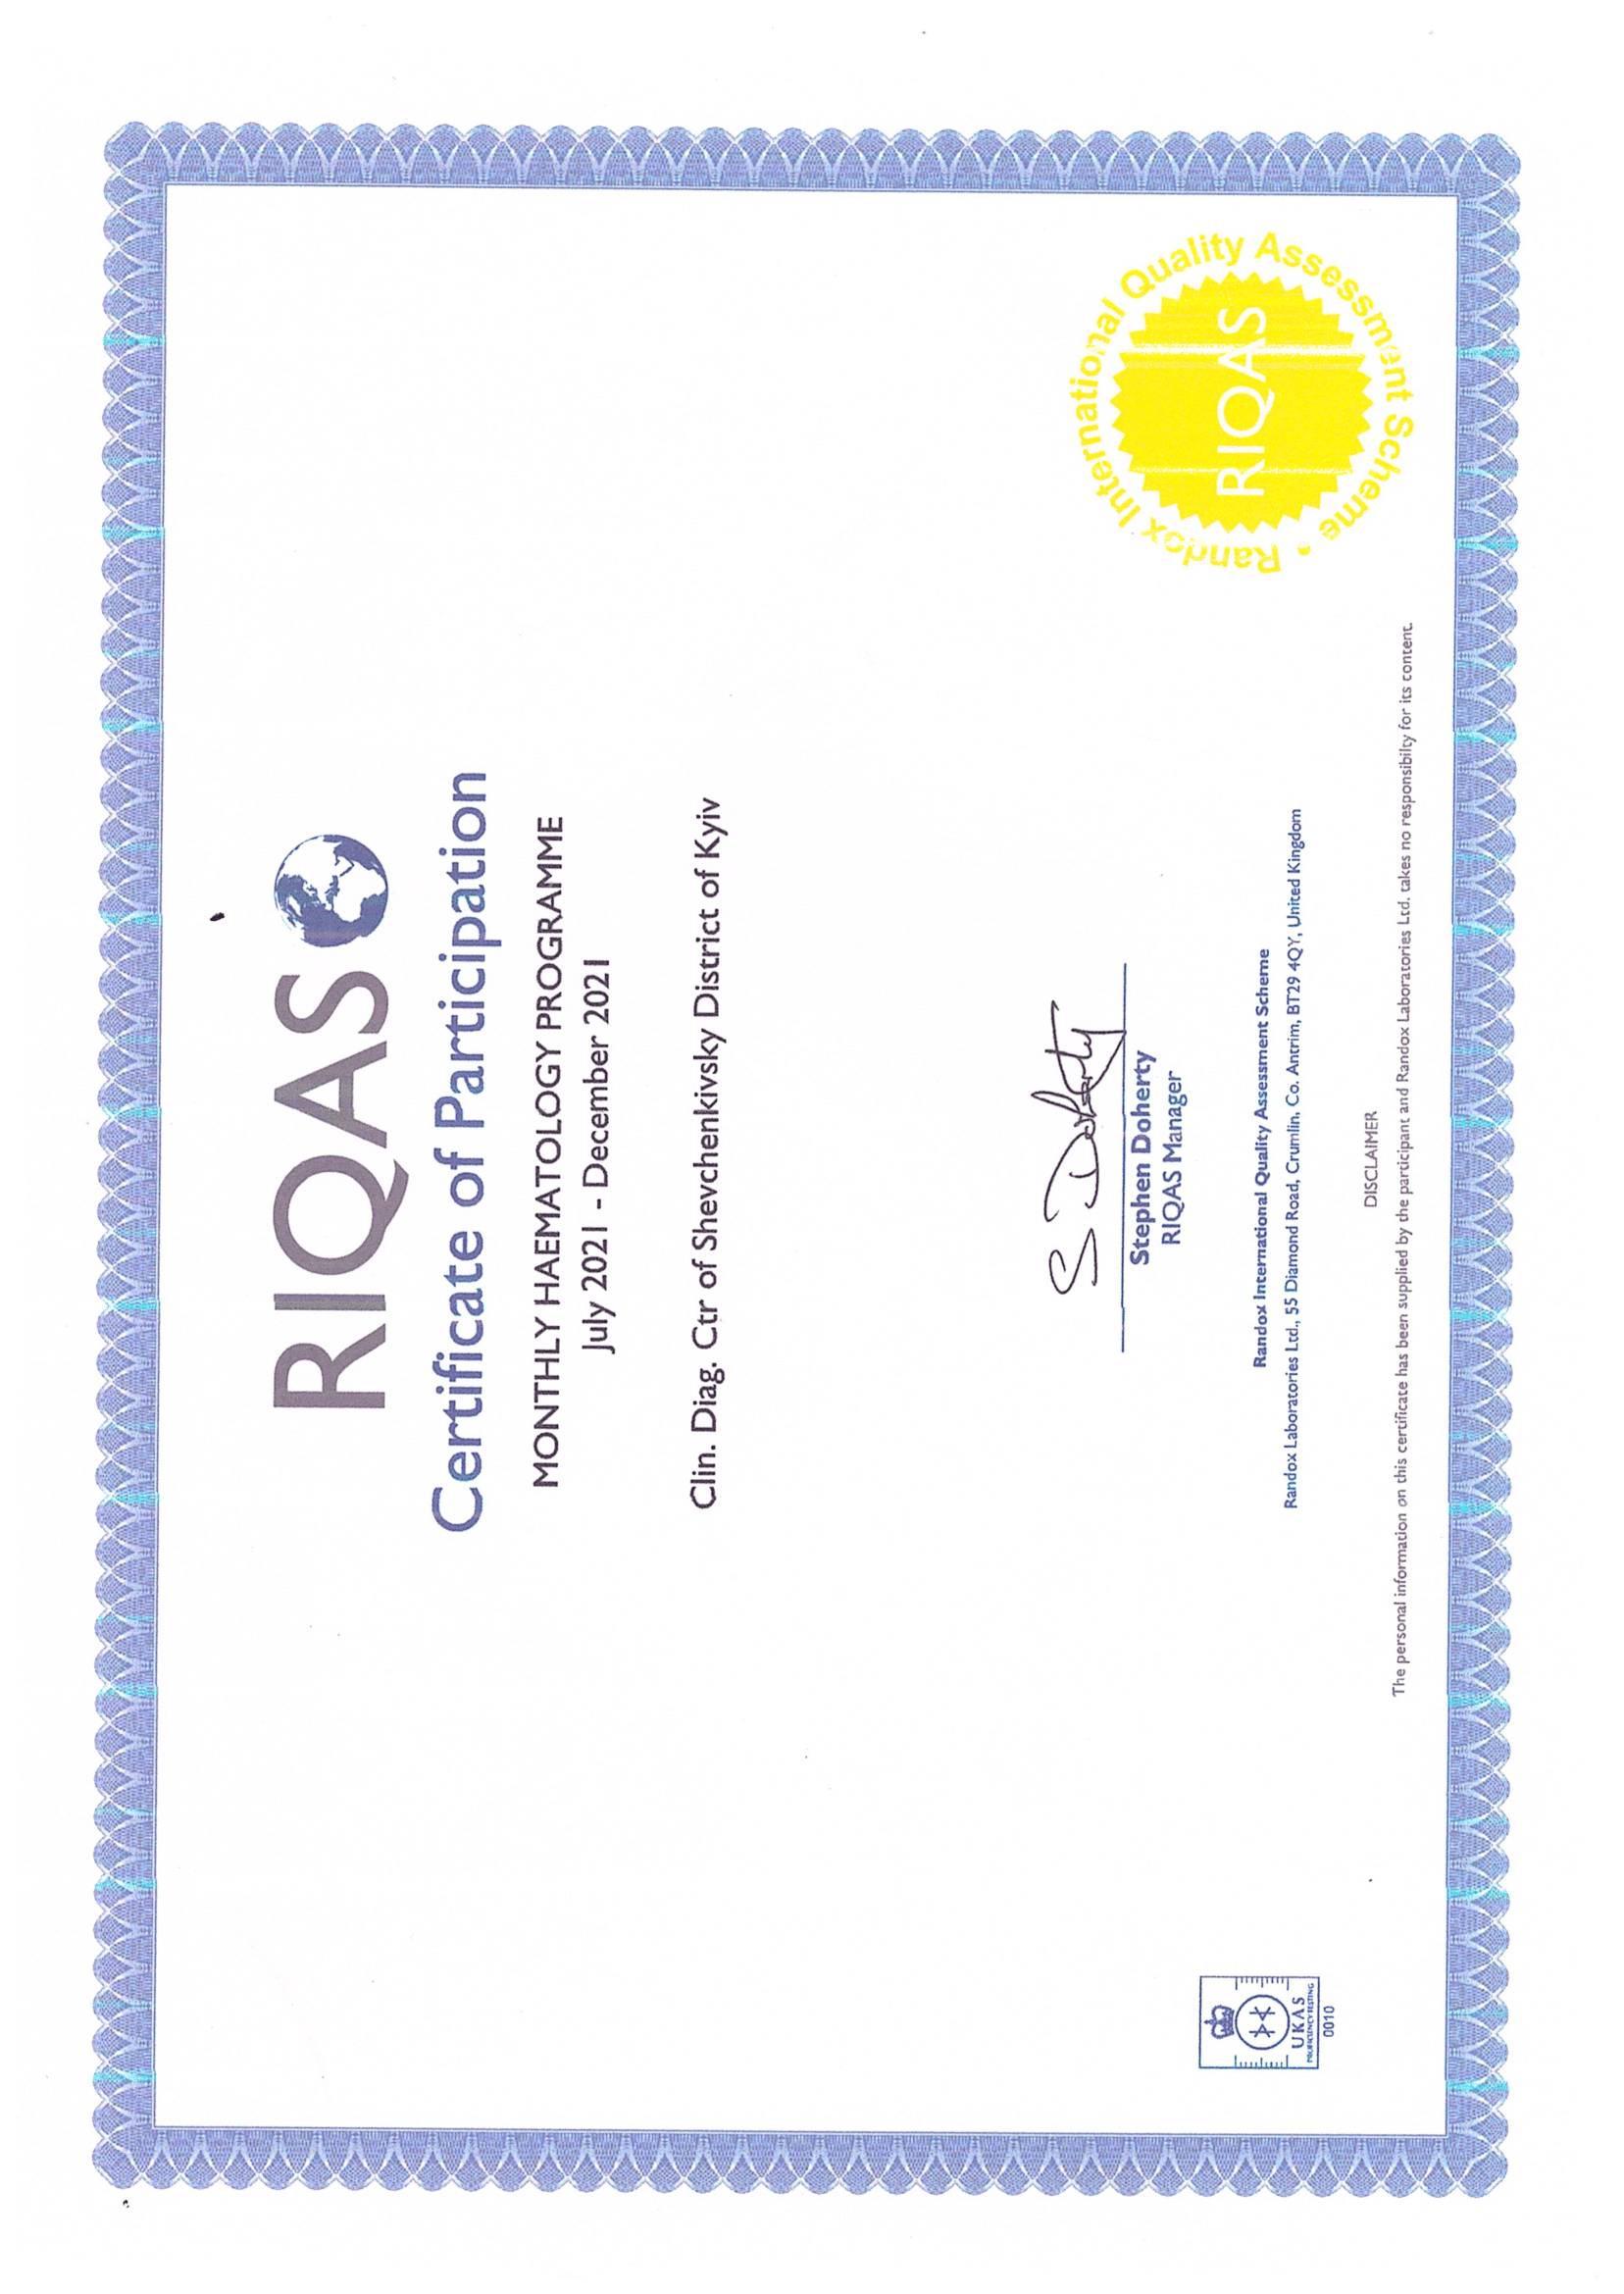 RIQAS
Certificate of Participation
MONTHLY HAEMATOLOGY PROGRAMME
July 2021 - December 2021
Clin. Diag. Ctr of Shevchenkivsky District of Kyiv
S Doherty
Stephen Doherty
RIQAS Manager
Randox International Quality Assessment Scheme
Randox Laboratories Ltd., 55 Diamond Road, Crumlin, Co. Antrim, BT29 4QY, United Kingdom
DISCLAIMER
The personal information on this certificate has been supplied by the participant and Randox Laboratories Ltd. takes no responsibilty for its content.
UKAS
PROFICIENCY TESTING
0010
Randox International Quality Assessment Scheme •
RIQAS